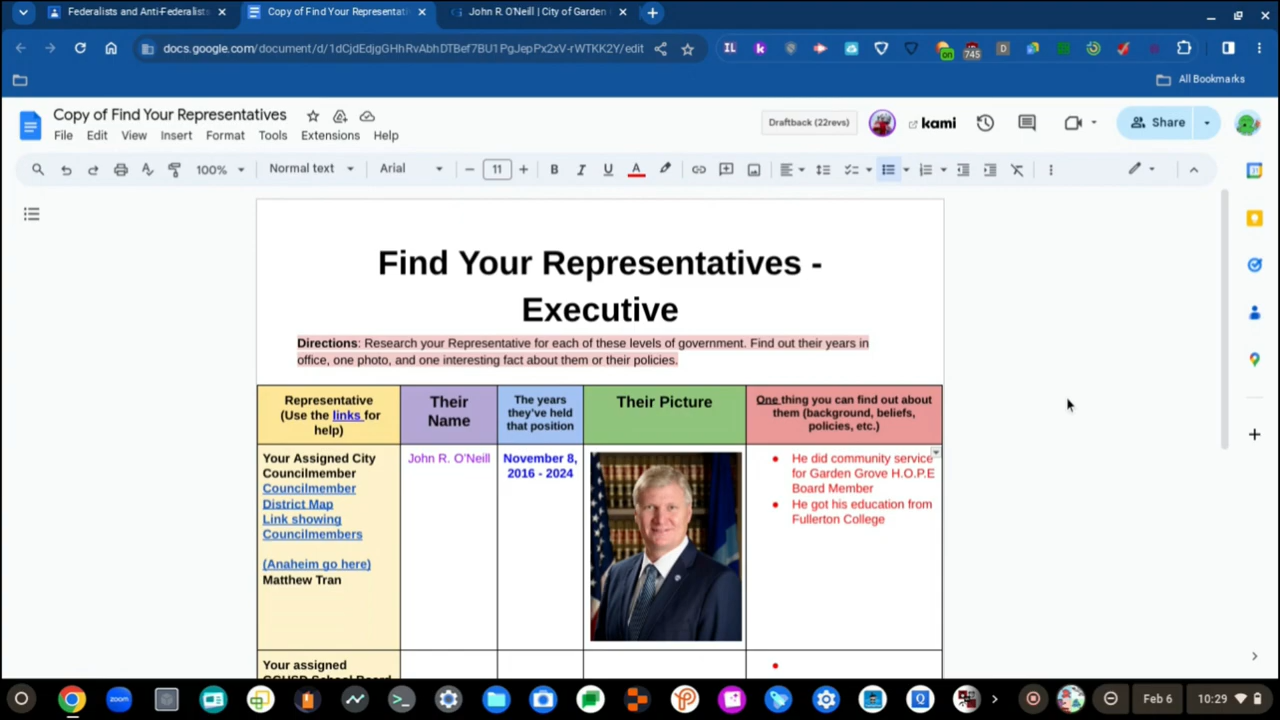 Federalists and Anti-Federalists
Copy of Find Your Representati
John R. O'Neill | City of Garden
docs.google.com/document/d/1dCjdEdjgGHhRvAbhDTBef7BU1PgJepPx2xV-rWTKK2Y/edit
IL
k
on
745
D
All Bookmarks
Copy of Find Your Representatives
File Edit View Insert Format Tools Extensions Help
Draftback (22revs)
kami
Share
100%
Normal text
Arial
11
B I U A
Find Your Representatives -
Executive
Directions: Research your Representative for each of these levels of government. Find out their years in
office, one photo, and one interesting fact about them or their policies.
Representative
(Use the links for
help)
Their
Name
The years
they've held
that position
Their Picture
One thing you can find out about
them (background, beliefs,
policies, etc.)
Your Assigned City
Councilmember
Councilmember
District Map
Link showing
Councilmembers
(Anaheim go here)
Matthew Tran
John R. O'Neill
November 8,
2016 - 2024
He did community service
for Garden Grove H.O.P.E
Board Member
He got his education from
Fullerton College
Your assigned
zoom
Q
Feb 6
10:29